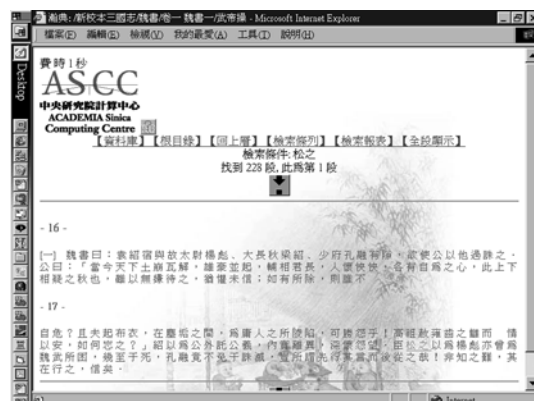 瀚典: /新校本三國志/魏書/卷一 魏書一/武帝操 - Microsoft Internet Explorer
檔案(F) 編輯(E) 檢視(V) 我的最愛(A) 工具(T) 說明(H)
Desktop
費時1秒
ASCC
中央研究院計算中心
ACADEMIA Sinica
Computing Centre
【資料庫】【根目錄】【回上層】【檢索條列】【檢索報表】【全段顯示】
檢索條件: 松之
找到 228 段, 此為第 1 段
- 16 -
[一] 魏書曰：袁紹宿與故太尉楊彪、大長秋梁紹、少府孔融有隙，欲使公以他過誅之。
公曰：「當今天下土崩瓦解，雄豪並起，輔相君長，人懷怏怏，各有自為之心，此上下
相疑之秋也，雖以無嫌待之，猶懼未信；如有所除，則誰不
- 17 -
自危？且夫起布衣，在塵垢之間，為庸人之所陵陷，可勝怨乎！高祖赦雍齒之讎而 情
以安，如何忘之？」紹以為公外託公義，內實離異，深懷怨望。臣松之以為楊彪亦曾為
魏武所困，幾至于死，孔融竟不免于誅滅，豈所謂先行其言而後從之哉！非知之難，其
在行之，信矣。
Internet